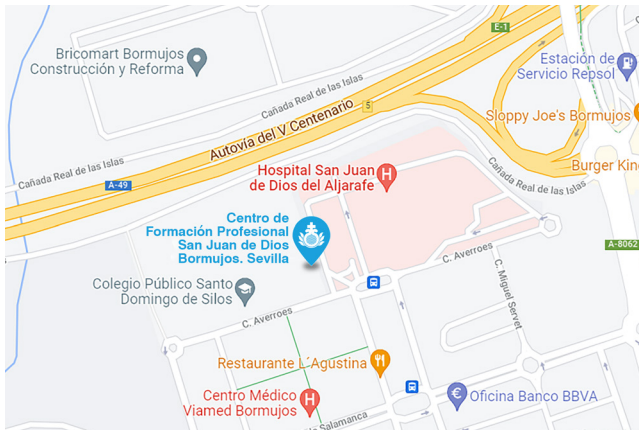 E-1
Bricomart Bormujos
Construcción y Reforma
Estación de
Servicio Repsol
Cañada Real de las Islas
5
Autovía del V Centenario
Sloppy Joe's Bormujos
Cañada Real de las Islas
Hospital San Juan
de Dios del Aljarafe
Cañada Real de las Islas
Burger King
A-49
Centro de
Formación Profesional
San Juan de Dios
Bormujos. Sevilla
A-8062
C. Averroes
Colegio Público Santo
Domingo de Silos
C. Miguel Servet
C. Averroes
Restaurante L´Agustina
Centro Médico
Viamed Bormujos
Oficina Banco BBVA
Salamanca